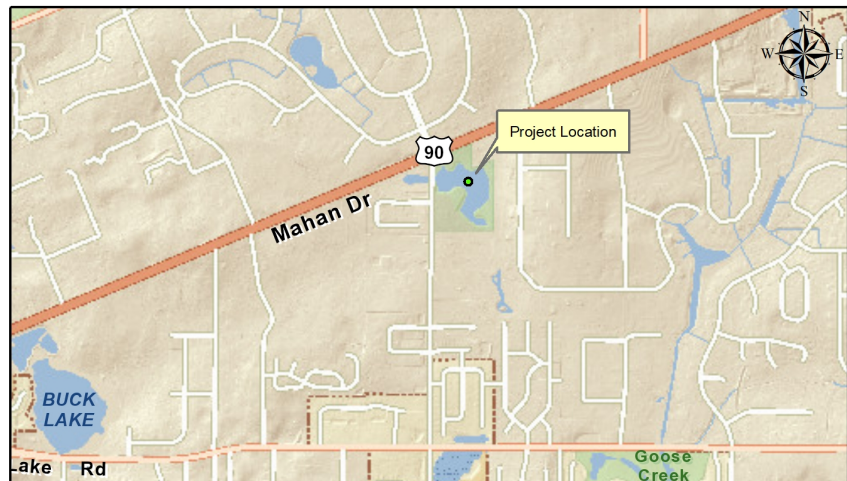 N
W E
S
Project Location
90
Mahan Dr
BUCK
LAKE
Lake Rd
Goose
Creek